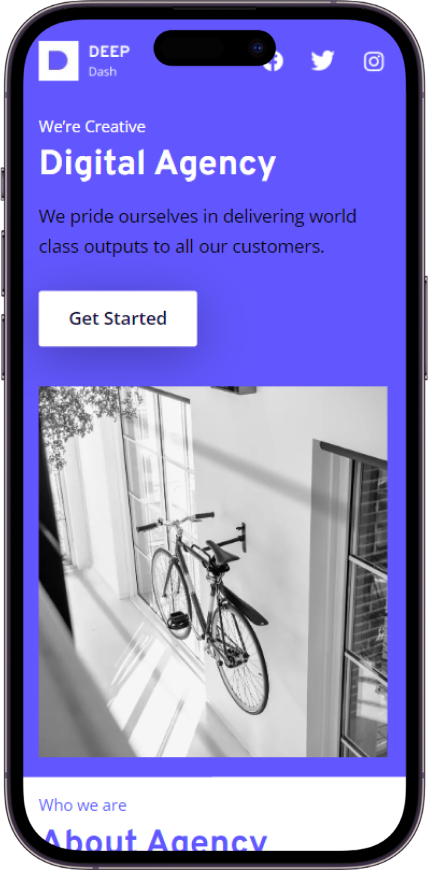 DEEP
Dash
We're Creative
Digital Agency
We pride ourselves in delivering world
class outputs to all our customers.
Get Started
Who we are
About Agency